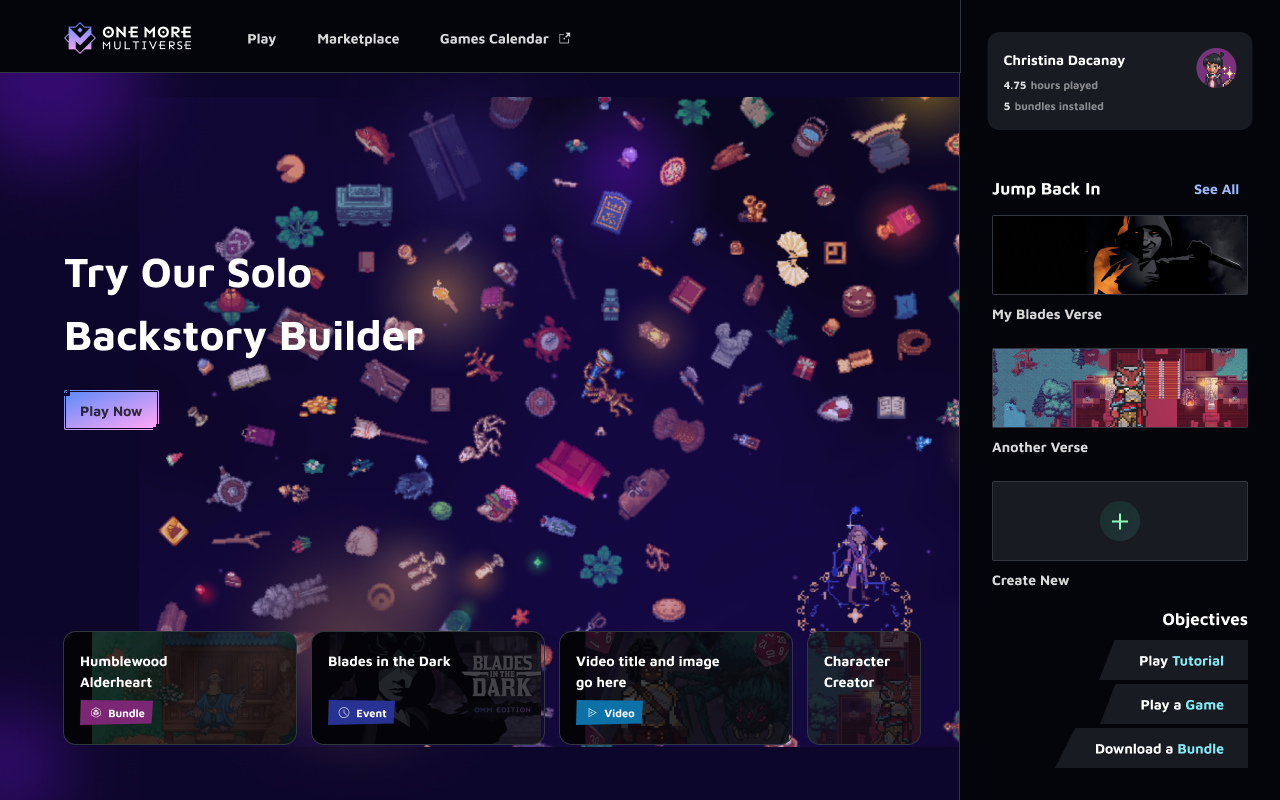 ONE MORE
MULTIVERSE
Play
Marketplace
Games Calendar
Christina Dacanay
4.75 hours played
5 bundles installed
Try Our Solo
Backstory Builder
Play Now
Jump Back In
See All
My Blades Verse
Another Verse
Create New
Humblewood
Alderheart
Bundle
Blades in the Dark
Event
BLADES
IN THE
DARK
OMM EDITION
Video title and image
go here
Video
Character
Creator
Objectives
Play Tutorial
Play a Game
Download a Bundle